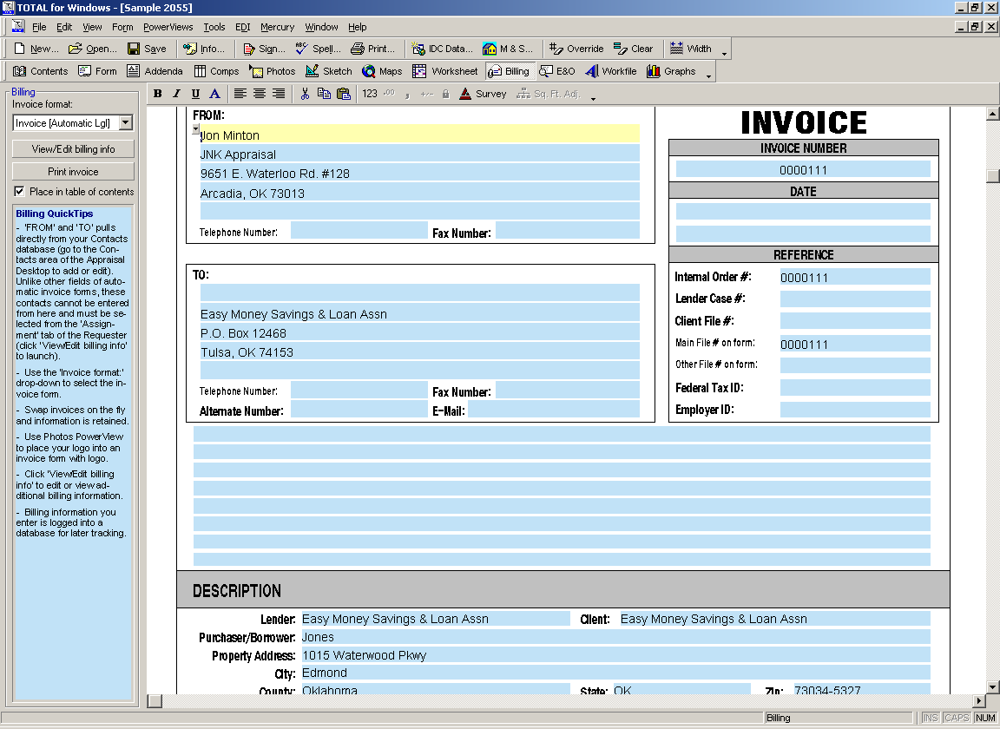 TOTAL for Windows - [Sample 2055]
File Edit View Form PowerViews Tools EDI Mercury Window Help
New... Open... Save Info... Sign... Spell... Print... IDC Data... M & S... Override Clear Width
Contents Form Addenda Comps Photos Sketch Maps Worksheet Billing E&O Workfile Graphs
B I U A 123 .00 , +/- Survey Sq. Ft. Adj.
Billing
Invoice format:
Invoice [Automatic Lgl]
View/Edit billing info
Print invoice
Place in table of contents
Billing QuickTips
- 'FROM' and 'TO' pulls
directly from your Contacts
database (go to the Con-
tacts area of the Appraisal
Desktop to add or edit).
Unlike other fields of auto-
matic invoice forms, these
contacts cannot be entered
from here and must be se-
lected from the 'Assign-
ment' tab of the Requester
(click 'View/Edit billing info'
to launch).
- Use the 'Invoice format:'
drop-down to select the in-
voice form.
- Swap invoices on the fly
and information is retained.
- Use Photos PowerView
to place your logo into an
invoice form with logo.
- Click 'View/Edit billing
info' to edit or view ad-
ditional billing information.
- Billing information you
enter is logged into a
database for later tracking.
FROM:
Jon Minton
JNK Appraisal
9651 E. Waterloo Rd. #128
Arcadia, OK 73013
Telephone Number: Fax Number:
TO:
Easy Money Savings & Loan Assn
P.O. Box 12468
Tulsa, OK 74153
Telephone Number: Fax Number:
Alternate Number: E-Mail:
INVOICE
INVOICE NUMBER
0000111
DATE
REFERENCE
Internal Order #: 0000111
Lender Case #:
Client File #:
Main File # on form: 0000111
Other File # on form:
Federal Tax ID:
Employer ID:
DESCRIPTION
Lender: Easy Money Savings & Loan Assn Client: Easy Money Savings & Loan Assn
Purchaser/Borrower: Jones
Property Address: 1015 Waterwood Pkwy
City: Edmond
County: Oklahoma State: OK Zip: 73034-5327
Billing INS CAPS NUM